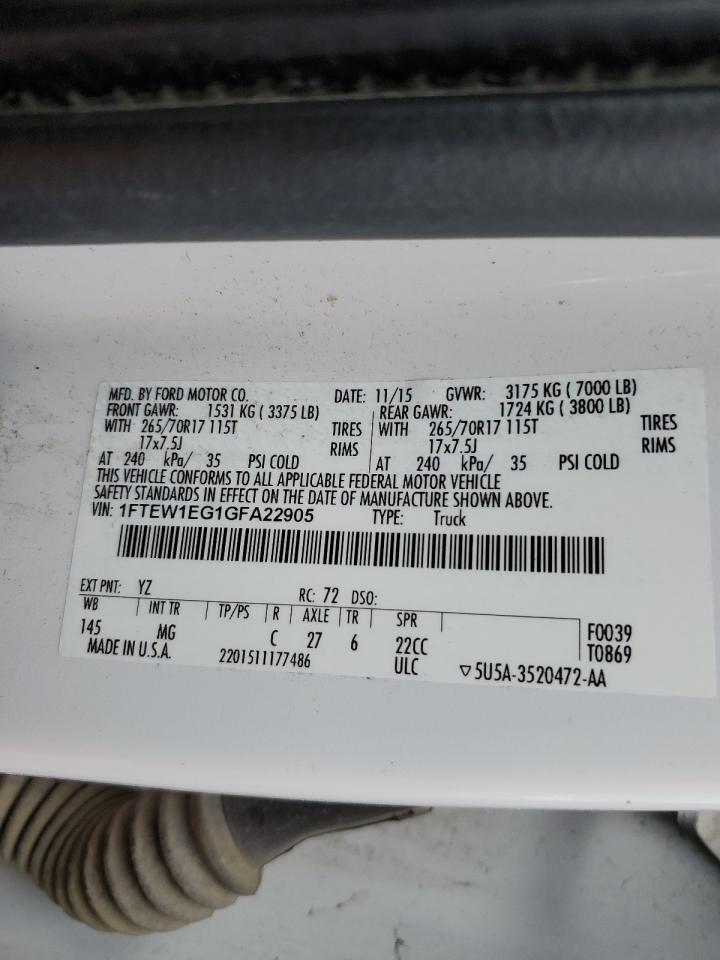 MFD. BY FORD MOTOR CO. DATE: 11/15 GVWR: 3175 KG ( 7000 LB)
FRONT GAWR: 1531 KG ( 3375 LB) REAR GAWR: 1724 KG ( 3800 LB)
WITH 265/70R17 115T TIRES WITH 265/70R17 115T TIRES
17x7.5J RIMS 17x7.5J RIMS
AT 240 kPa/ 35 PSI COLD AT 240 kPa/ 35 PSI COLD
THIS VEHICLE CONFORMS TO ALL APPLICABLE FEDERAL MOTOR VEHICLE
SAFETY STANDARDS IN EFFECT ON THE DATE OF MANUFACTURE SHOWN ABOVE.
VIN: 1FTEW1EG1GFA22905 TYPE: Truck
EXT PNT: YZ RC: 72 DSO:
WB INT TR TP/PS R AXLE TR SPR
145 MG C 27 6 22CC F0039
MADE IN U.S.A. 2201511177486 ULC T0869
▽5U5A-3520472-AA